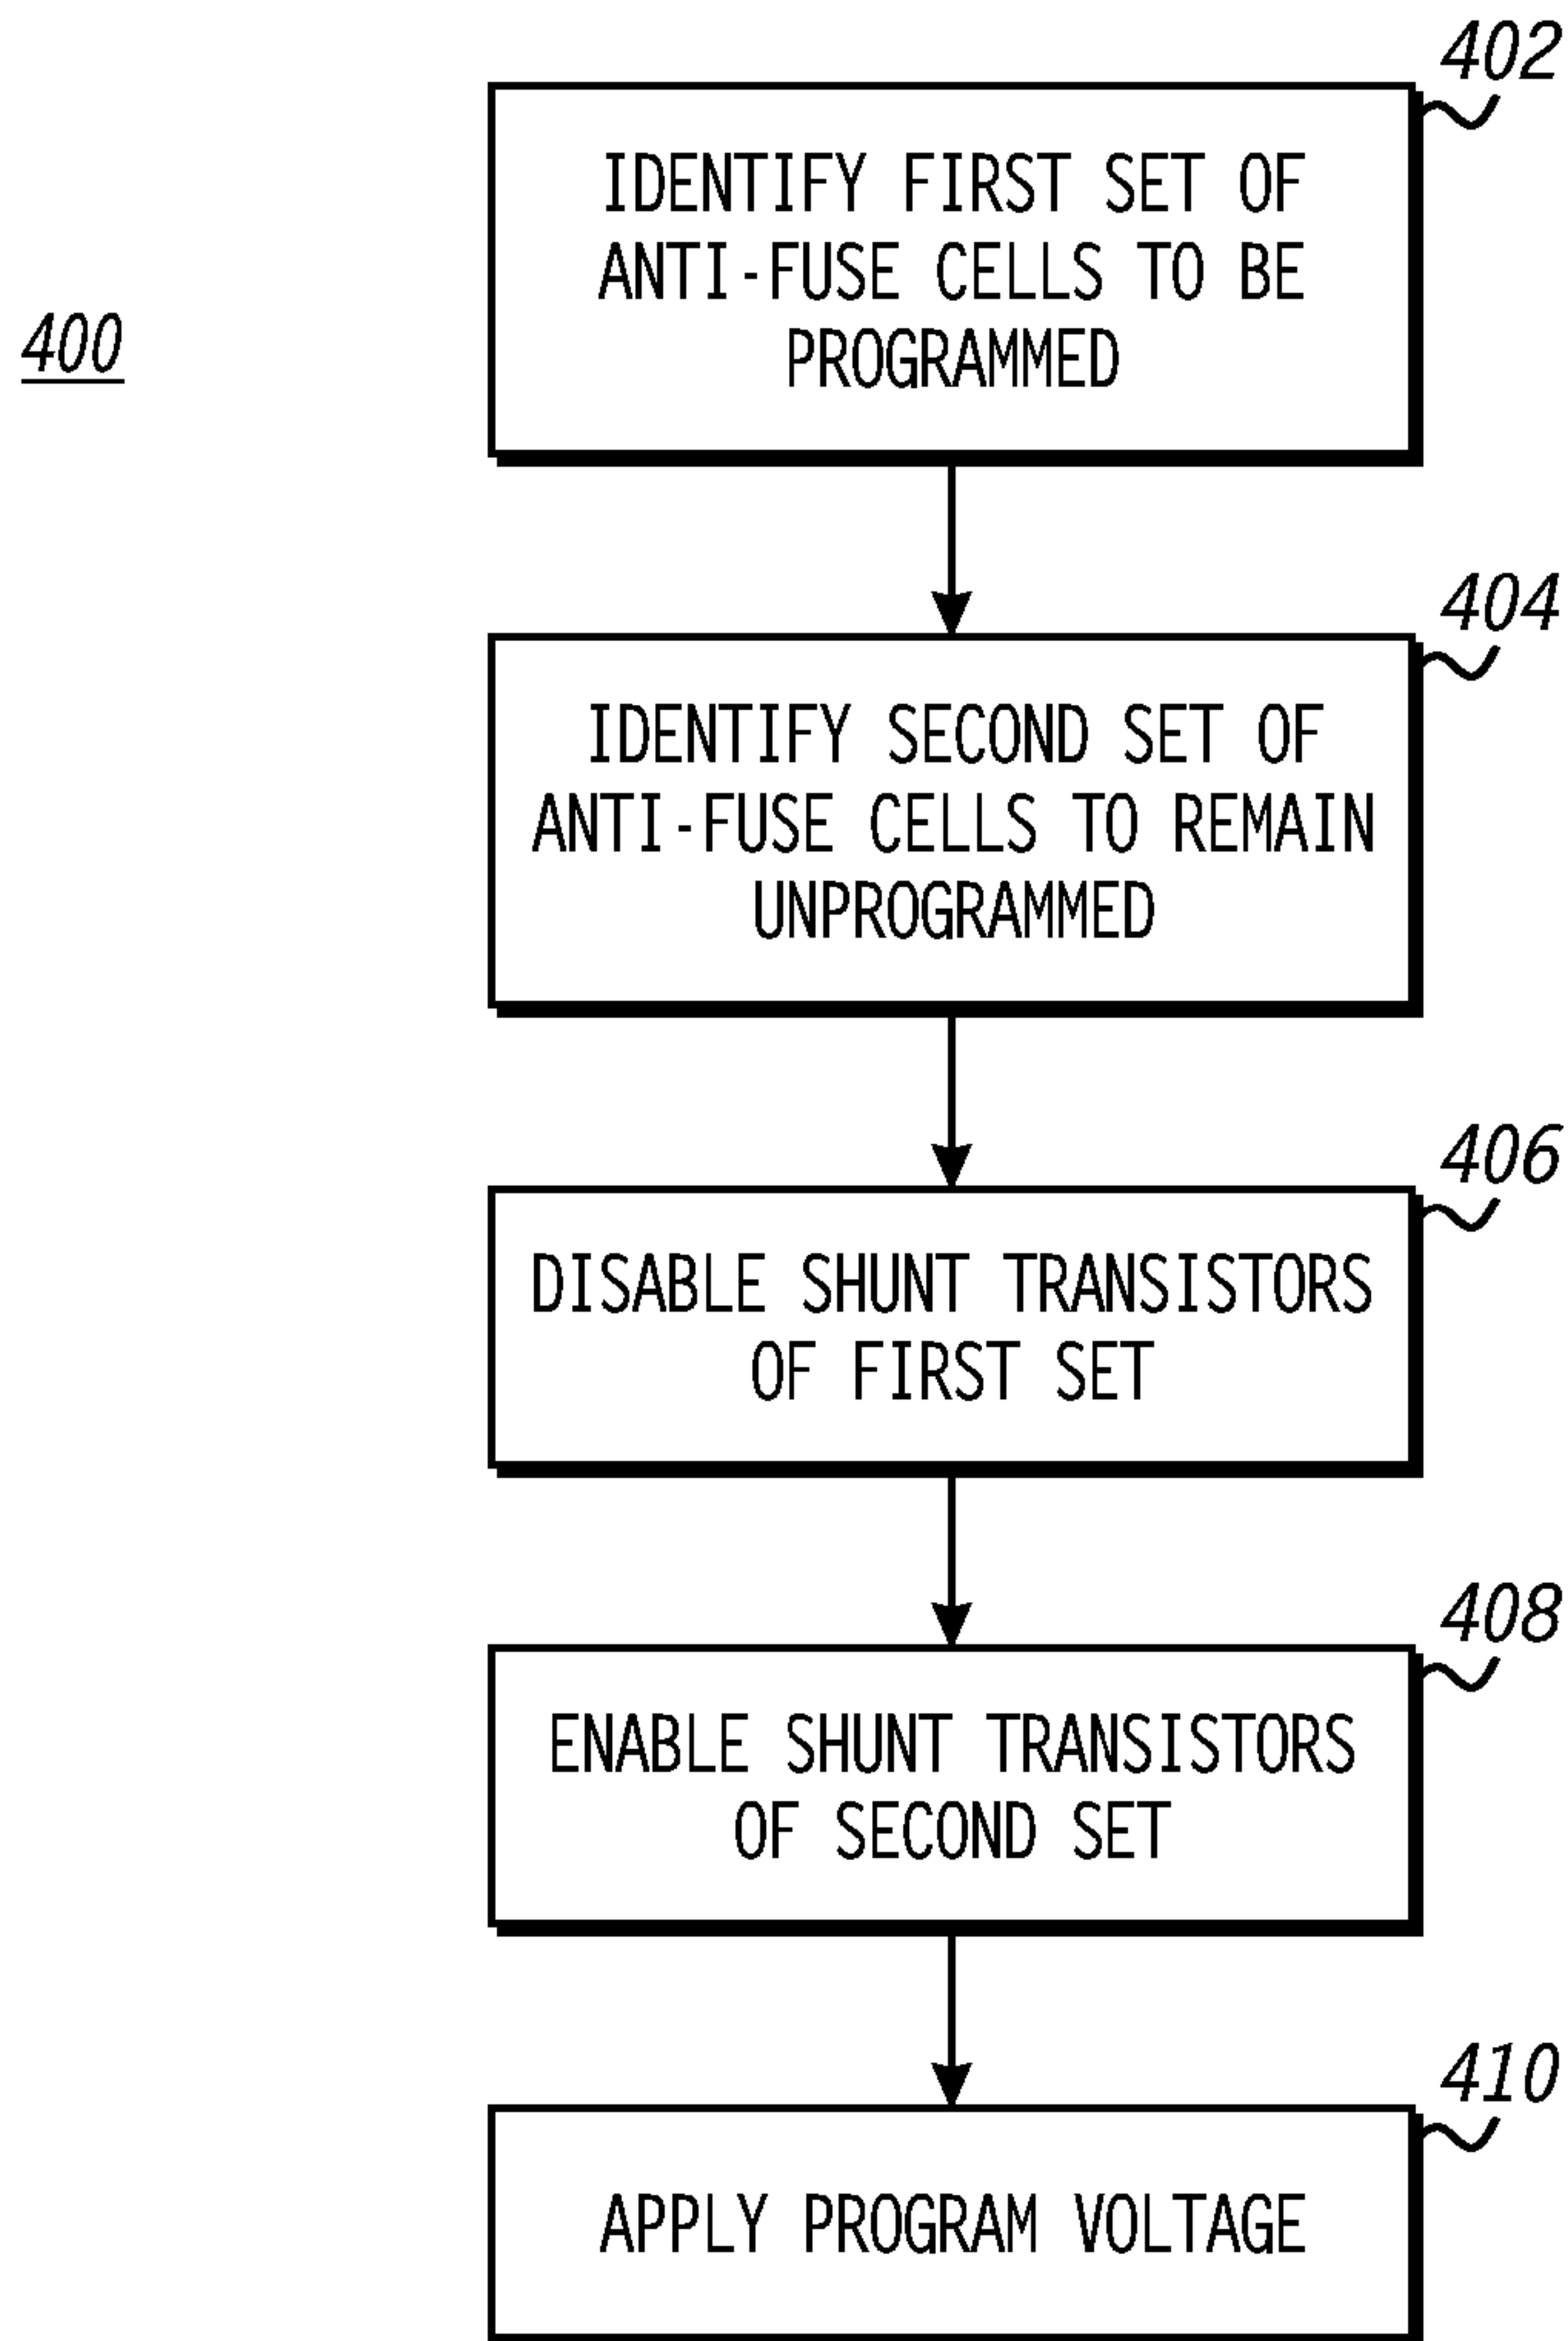 402
IDENTIFY FIRST SET OF
ANTI-FUSE CELLS TO BE
PROGRAMMED
400
404
IDENTIFY SECOND SET OF
ANTI-FUSE CELLS TO REMAIN
UNPROGRAMMED
406
DISABLE SHUNT TRANSISTORS
OF FIRST SET
408
ENABLE SHUNT TRANSISTORS
OF SECOND SET
410
APPLY PROGRAM VOLTAGE